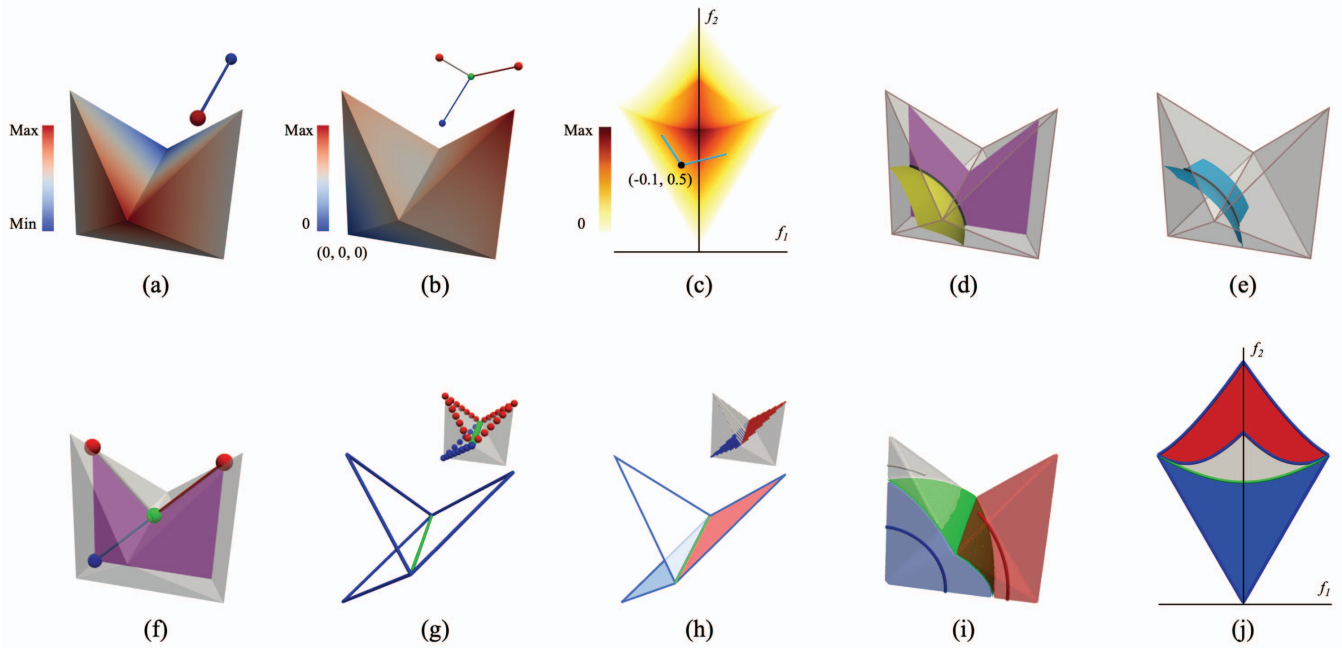 f2
Max
Min
Max
0
(0, 0, 0)
Max
0
(-0.1, 0.5)
f1
(a)
(b)
(c)
(d)
(e)
f2
f1
(f)
(g)
(h)
(i)
(j)